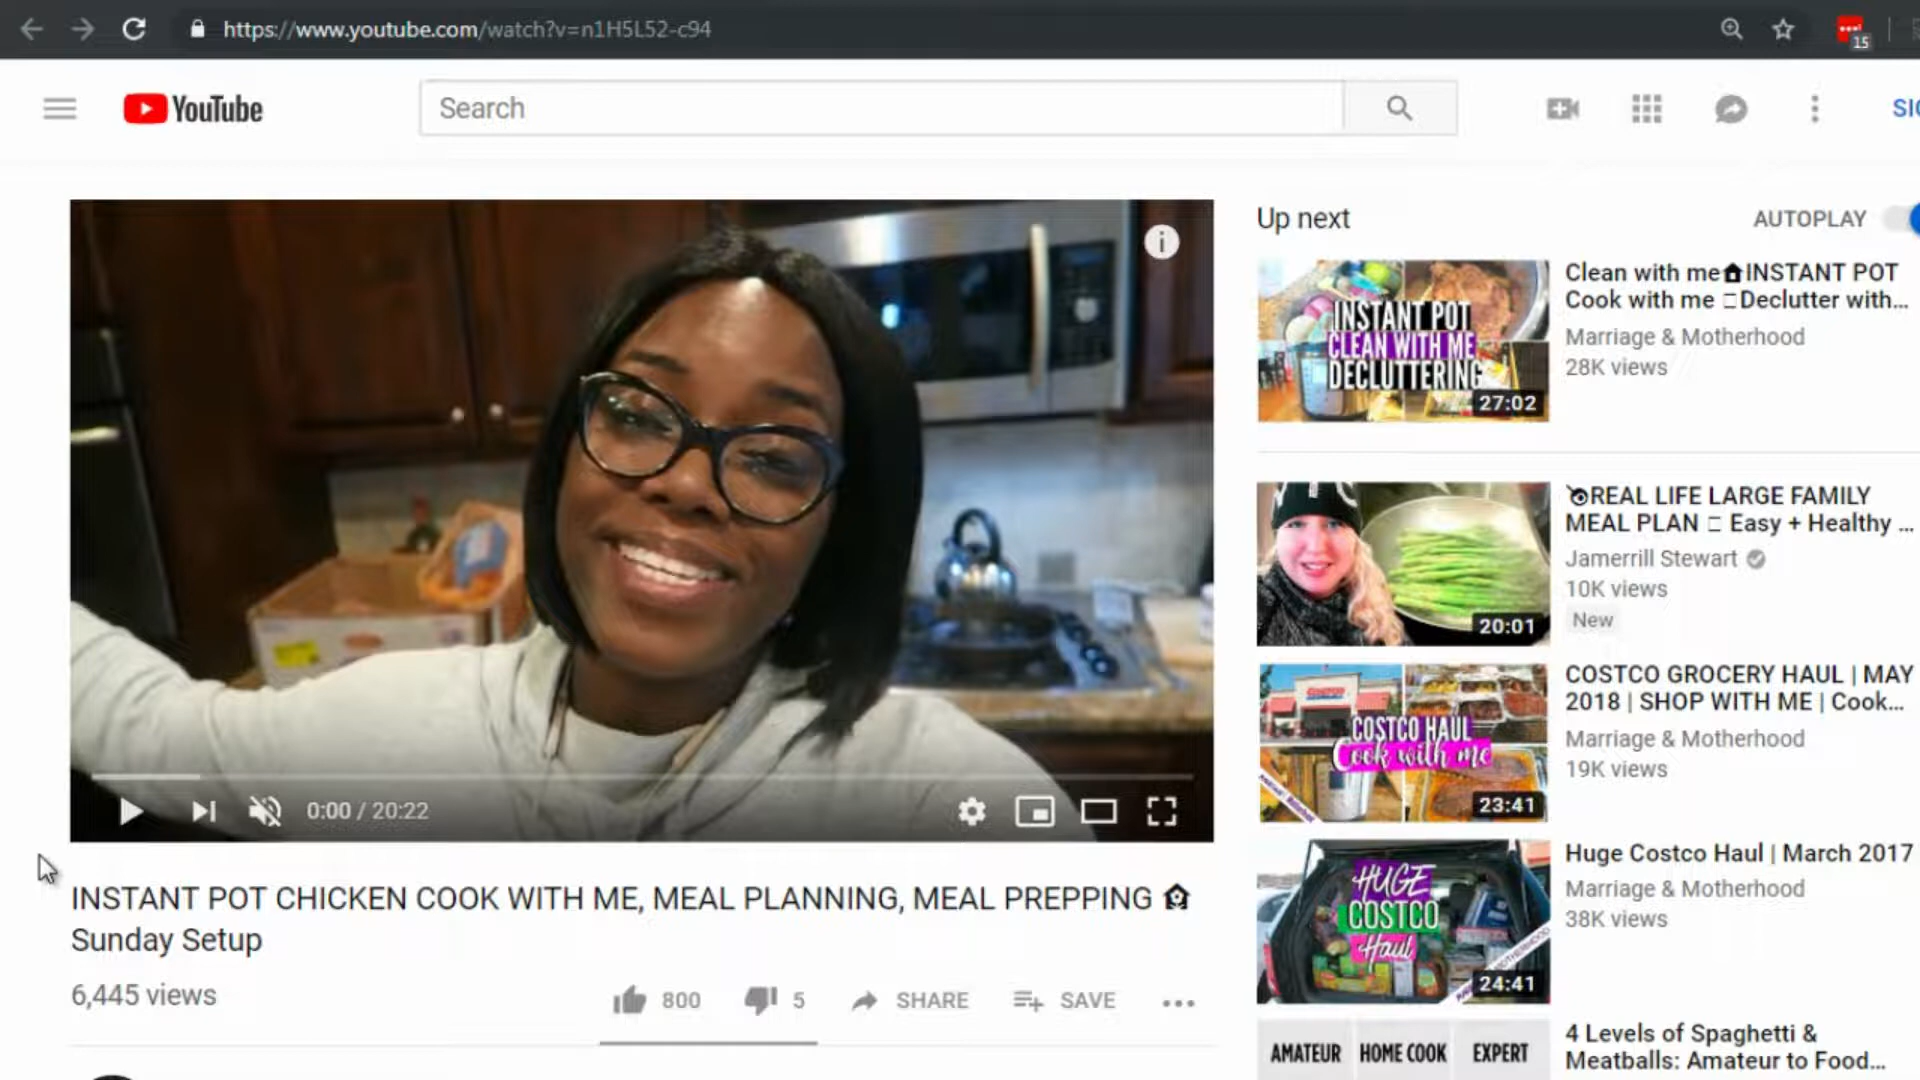 https://www.youtube.com/watch?v=n1H5L52-c94
15
YouTube
Search
SIG
Up next
AUTOPLAY
INSTANT POT
CLEAN WITH ME
DECLUTTERING
27:02
Clean with me INSTANT POT
Cook with me Declutter with...
Marriage & Motherhood
28K views
20:01
REAL LIFE LARGE FAMILY
MEAL PLAN Easy + Healthy ...
Jamerrill Stewart
10K views
New
COSTCO HAUL
Cook with me
23:41
COSTCO GROCERY HAUL | MAY
2018 | SHOP WITH ME | Cook...
Marriage & Motherhood
19K views
HUGE
COSTCO
Haul
24:41
Huge Costco Haul | March 2017
Marriage & Motherhood
38K views
AMATEUR HOME COOK EXPERT
4 Levels of Spaghetti &
Meatballs: Amateur to Food...
0:00 / 20:22
INSTANT POT CHICKEN COOK WITH ME, MEAL PLANNING, MEAL PREPPING
Sunday Setup
6,445 views
800
5
SHARE
SAVE